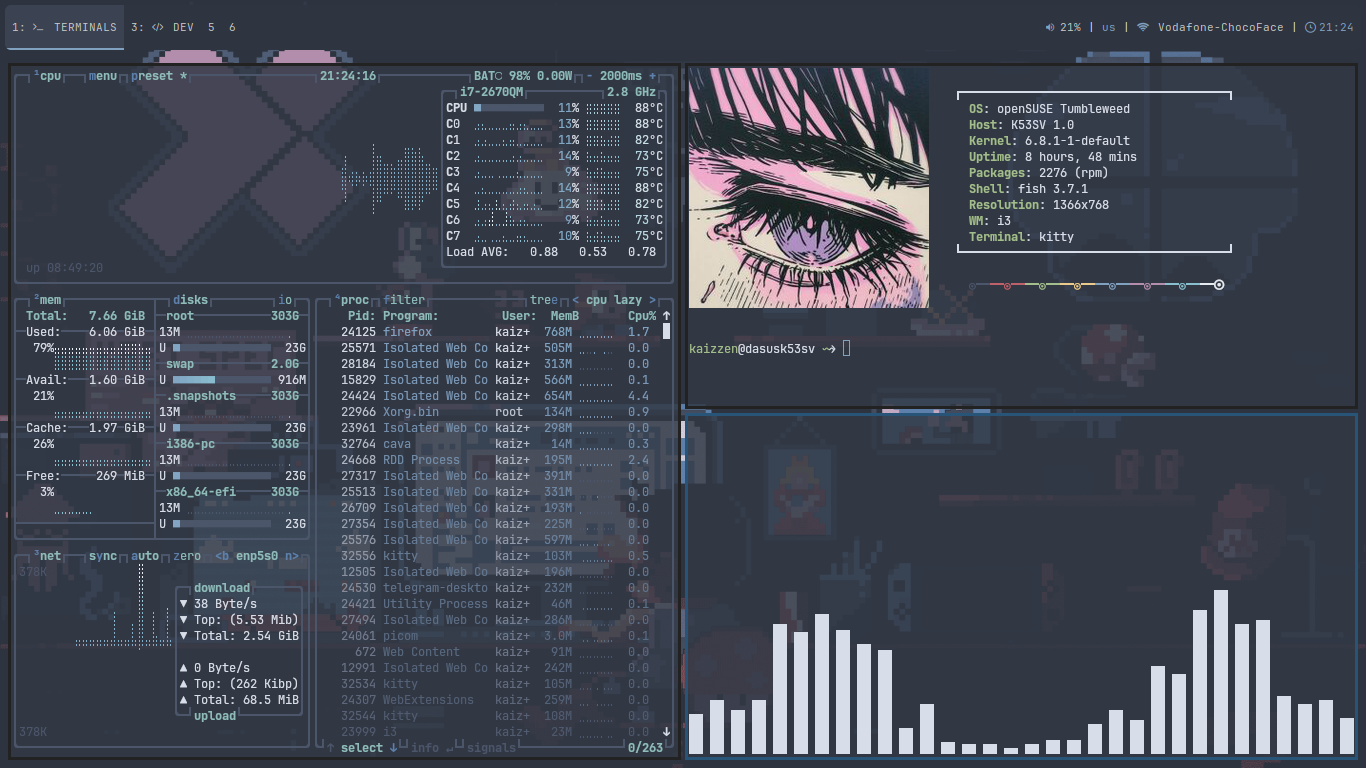 1: >_ TERMINALS 3: </> DEV 5 6
21% | us | Vodafone-ChocoFace | 21:24
¹cpu menu preset * 21:24:16 BAT○ 98% 0.00W - 2000ms +
i7-2670QM 2.8 GHz
CPU 11% 88°C
C0 13% 88°C
C1 11% 82°C
C2 14% 73°C
C3 9% 75°C
C4 14% 88°C
C5 12% 82°C
C6 9% 73°C
C7 10% 75°C
Load AVG: 0.88 0.53 0.78
up 08:49:20
²mem
Total: 7.66 GiB
Used: 6.06 GiB
79%
Avail: 1.60 GiB
21%
Cache: 1.97 GiB
26%
Free: 269 MiB
3%
disks io
root 303G
13M
U 23G
swap 2.0G
U 916M
.snapshots 303G
13M
U 23G
i386-pc 303G
13M
U 23G
x86_64-efi 303G
13M
U 23G
³net sync auto zero <b enp5s0 n>
378K
download
▼ 38 Byte/s
▼ Top: (5.53 Mib)
▼ Total: 2.54 GiB
▲ 0 Byte/s
▲ Top: (262 Kibp)
▲ Total: 68.5 MiB
upload
378K
⁴proc filter tree < cpu lazy >
Pid: Program: User: MemB Cpu% ↑
24125 firefox kaiz+ 768M 1.7
25571 Isolated Web Co kaiz+ 505M 0.0
28184 Isolated Web Co kaiz+ 313M 0.0
15829 Isolated Web Co kaiz+ 566M 0.1
24424 Isolated Web Co kaiz+ 654M 4.4
22966 Xorg.bin root 134M 0.9
23961 Isolated Web Co kaiz+ 298M 0.0
32764 cava kaiz+ 14M 0.3
24668 RDD Process kaiz+ 195M 2.4
27317 Isolated Web Co kaiz+ 391M 0.0
25513 Isolated Web Co kaiz+ 331M 0.0
26709 Isolated Web Co kaiz+ 193M 0.0
27354 Isolated Web Co kaiz+ 225M 0.0
25576 Isolated Web Co kaiz+ 597M 0.0
32556 kitty kaiz+ 103M 0.5
12505 Isolated Web Co kaiz+ 196M 0.0
24530 telegram-deskto kaiz+ 232M 0.0
24421 Utility Process kaiz+ 46M 0.1
27494 Isolated Web Co kaiz+ 286M 0.0
24061 picom kaiz+ 3.0M 0.1
672 Web Content kaiz+ 91M 0.0
12991 Isolated Web Co kaiz+ 242M 0.0
32534 kitty kaiz+ 105M 0.0
24307 WebExtensions kaiz+ 259M 0.0
32544 kitty kaiz+ 108M 0.0
23999 i3 kaiz+ 23M 0.0 ↓
↑ select ↓ info ↵ signals 0/263
OS: openSUSE Tumbleweed
Host: K53SV 1.0
Kernel: 6.8.1-1-default
Uptime: 8 hours, 48 mins
Packages: 2276 (rpm)
Shell: fish 3.7.1
Resolution: 1366x768
WM: i3
Terminal: kitty
kaizzen@dasusk53sv ⇝